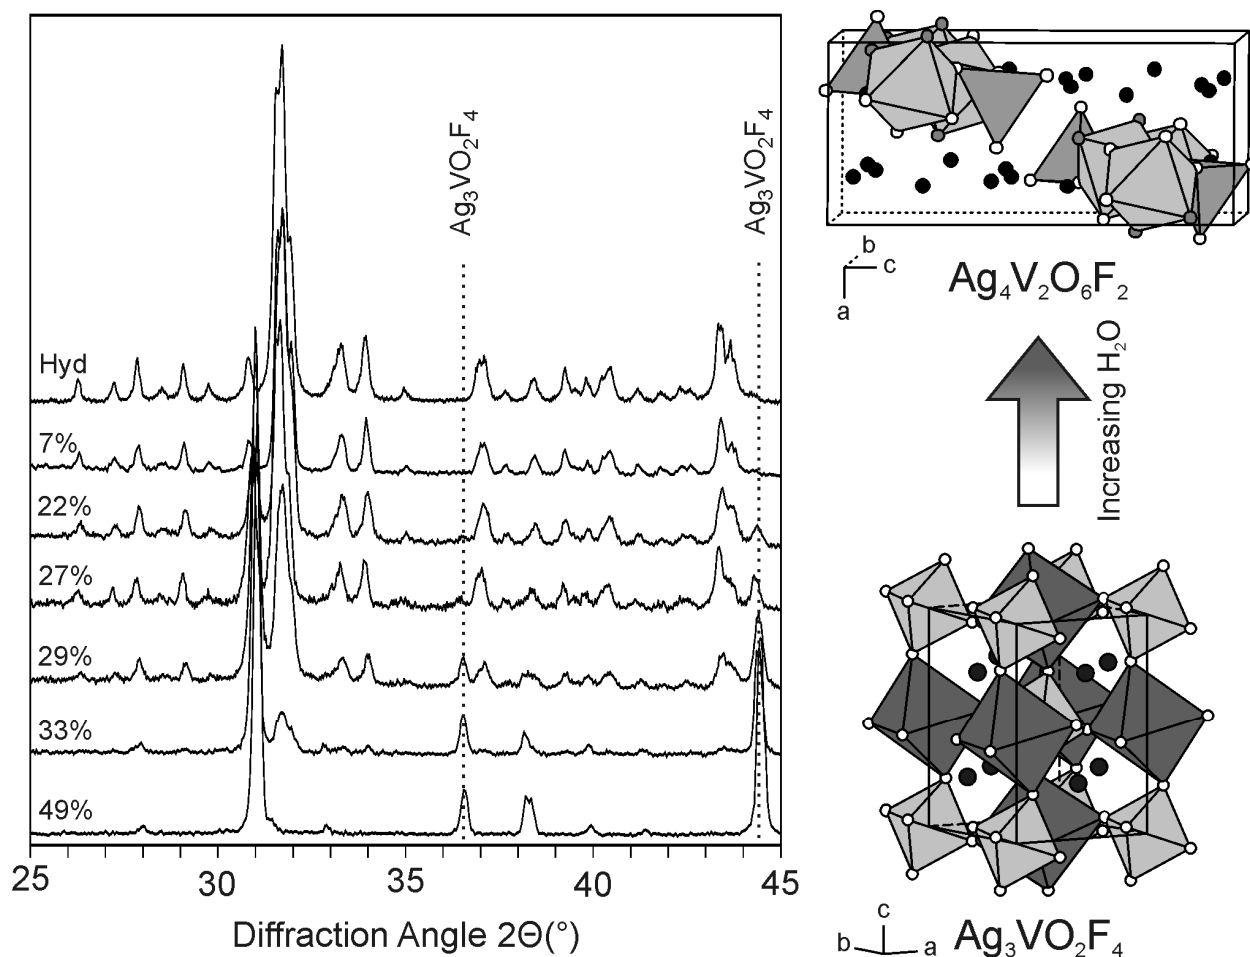 Ag₃VO₂F₄
Ag₃VO₂F₄
Hyd
7%
22%
27%
29%
33%
49%
25 30 35 40 45
Diffraction Angle 2Θ(°)
b
c
a
Ag₄V₂O₆F₂
Increasing H₂O
c
b
a
Ag₃VO₂F₄